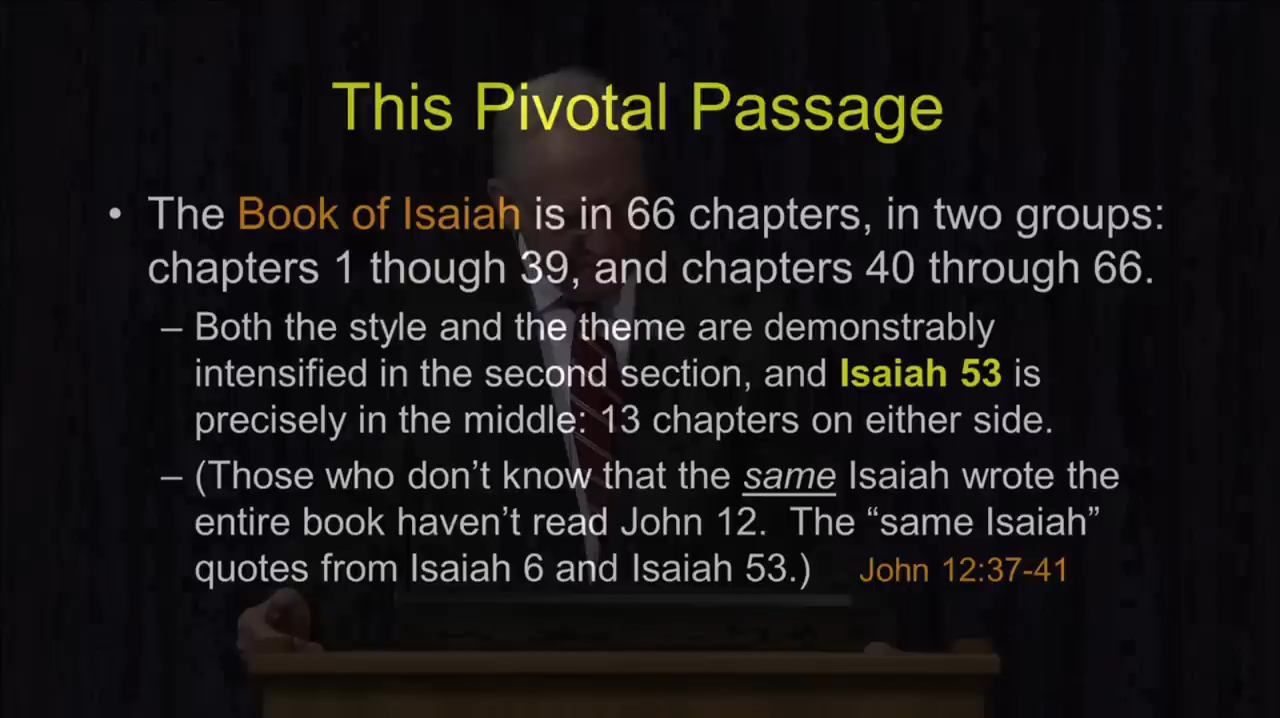 This Pivotal Passage
• The Book of Isaiah is in 66 chapters, in two groups:
chapters 1 though 39, and chapters 40 through 66.
– Both the style and the theme are demonstrably
intensified in the second section, and Isaiah 53 is
precisely in the middle: 13 chapters on either side.
– (Those who don’t know that the same Isaiah wrote the
entire book haven’t read John 12. The “same Isaiah”
quotes from Isaiah 6 and Isaiah 53.) John 12:37-41